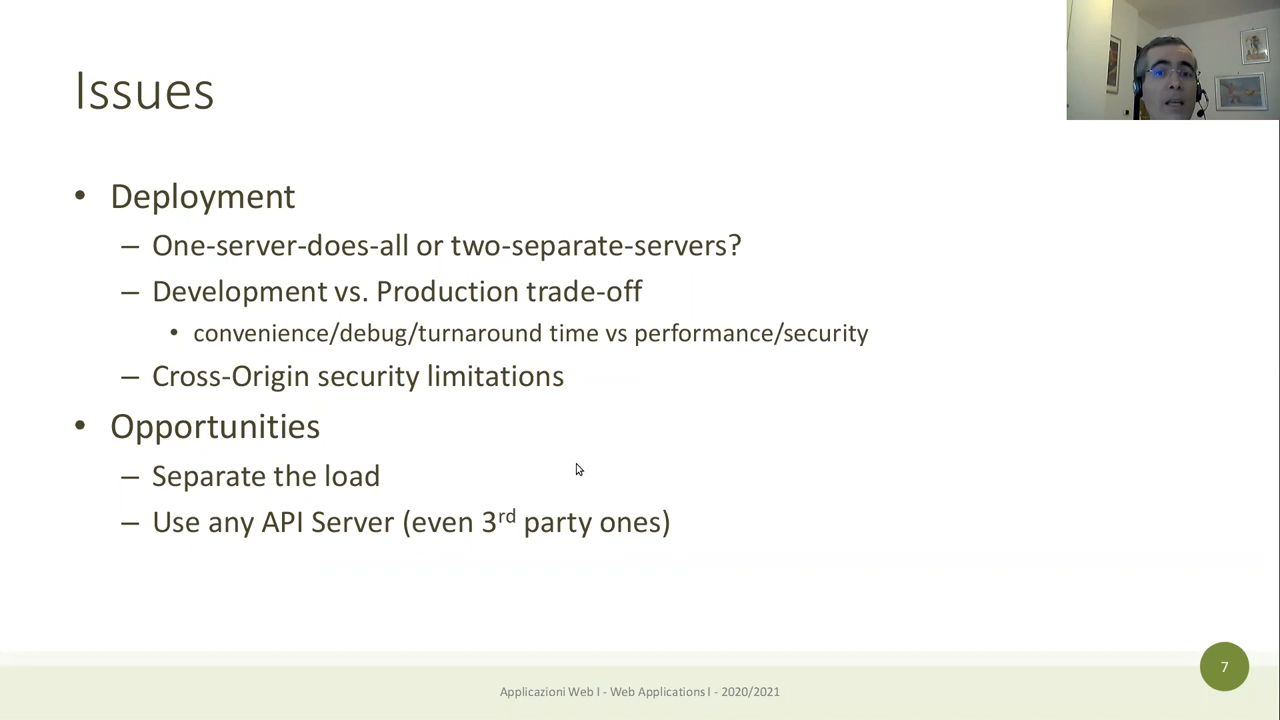 Issues
• Deployment
– One-server-does-all or two-separate-servers?
– Development vs. Production trade-off
• convenience/debug/turnaround time vs performance/security
– Cross-Origin security limitations
• Opportunities
– Separate the load
– Use any API Server (even 3rd party ones)
7
Applicazioni Web I - Web Applications I - 2020/2021